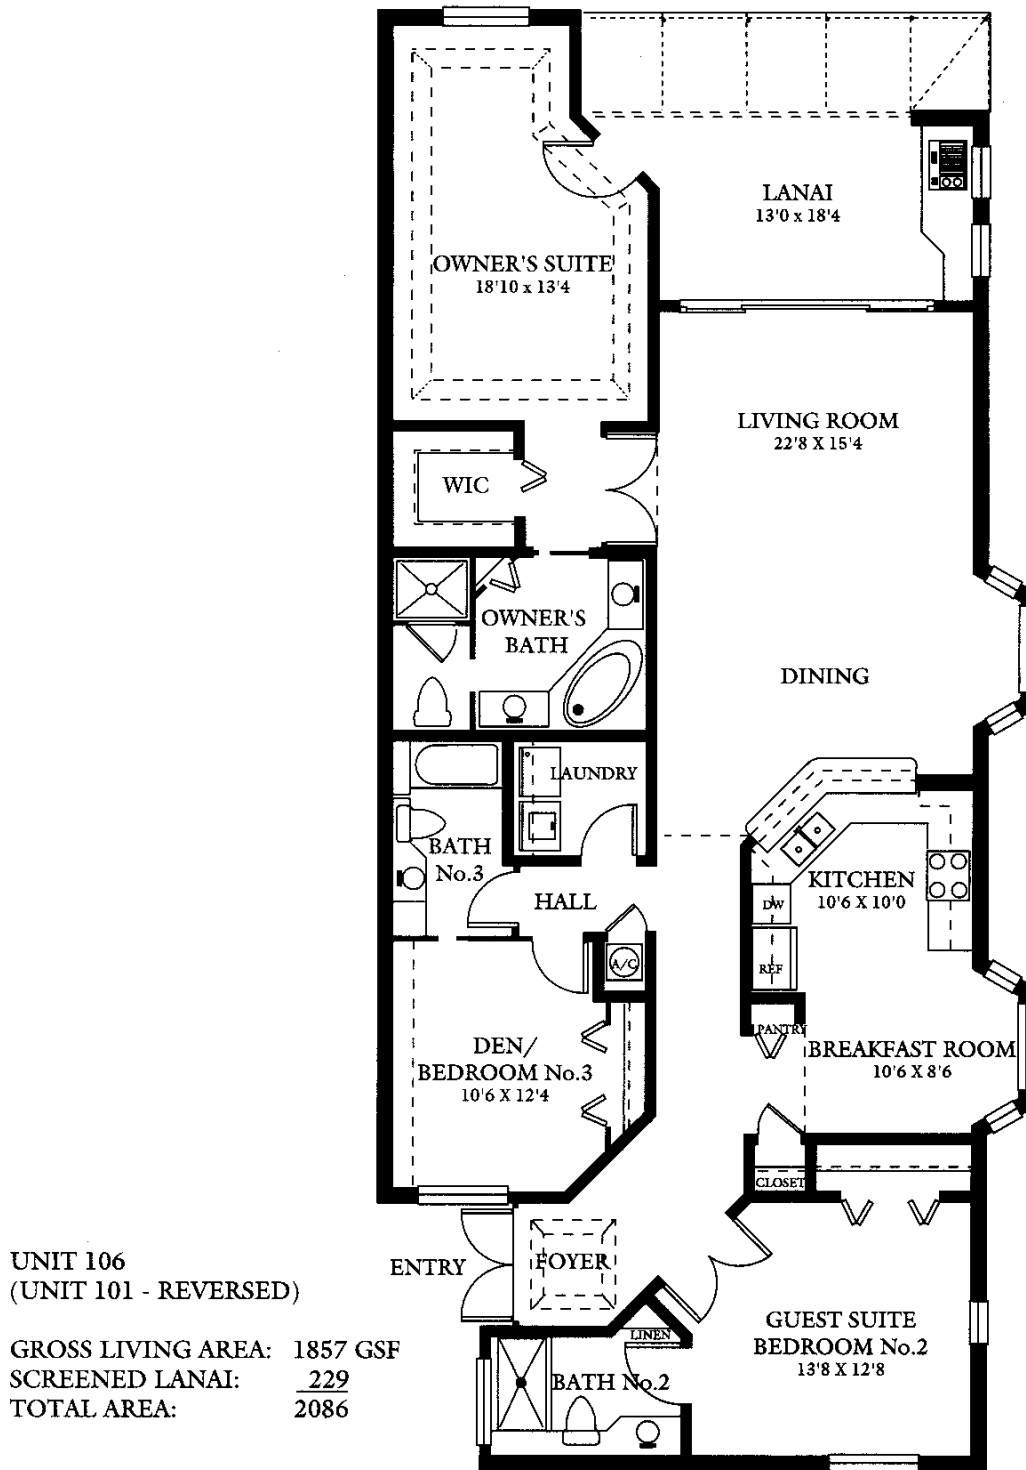 LANAI
13'0 x 18'4
OWNER'S SUITE
18'10 x 13'4
LIVING ROOM
22'8 X 15'4
WIC
OWNER'S
BATH
DINING
LAUNDRY
BATH
No.3
KITCHEN
10'6 X 10'0
HALL
DW
A/C
REF
PANTRY
DEN/
BEDROOM No.3
10'6 X 12'4
BREAKFAST ROOM
10'6 X 8'6
CLOSET
ENTRY
FOYER
LINEN
GUEST SUITE
BEDROOM No.2
13'8 X 12'8
BATH No.2
UNIT 106
(UNIT 101 - REVERSED)
GROSS LIVING AREA: 1857 GSF
SCREENED LANAI: 229
TOTAL AREA: 2086